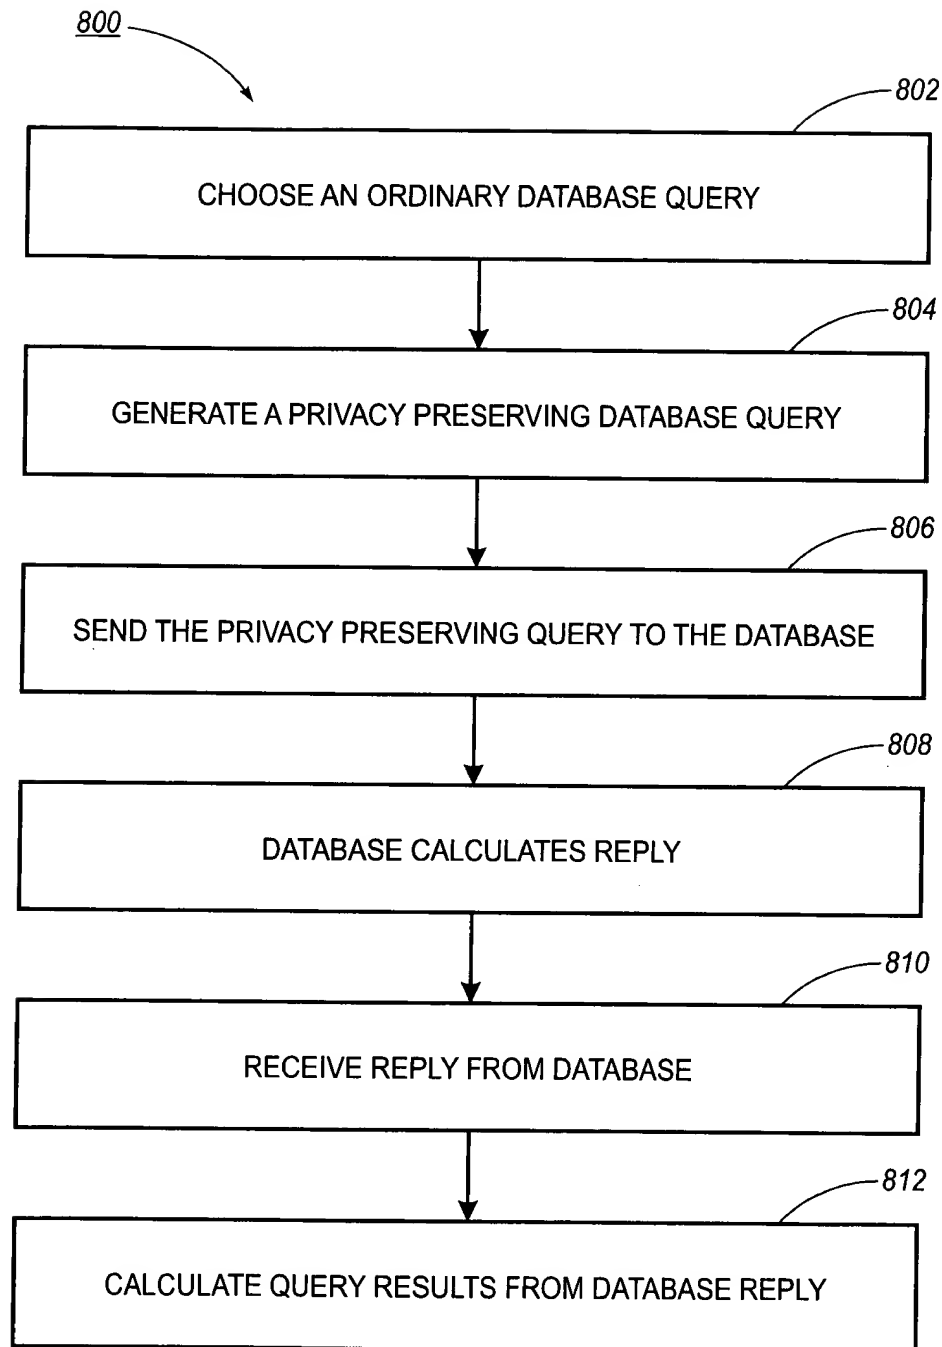 800
802
CHOOSE AN ORDINARY DATABASE QUERY
804
GENERATE A PRIVACY PRESERVING DATABASE QUERY
806
SEND THE PRIVACY PRESERVING QUERY TO THE DATABASE
808
DATABASE CALCULATES REPLY
810
RECEIVE REPLY FROM DATABASE
812
CALCULATE QUERY RESULTS FROM DATABASE REPLY